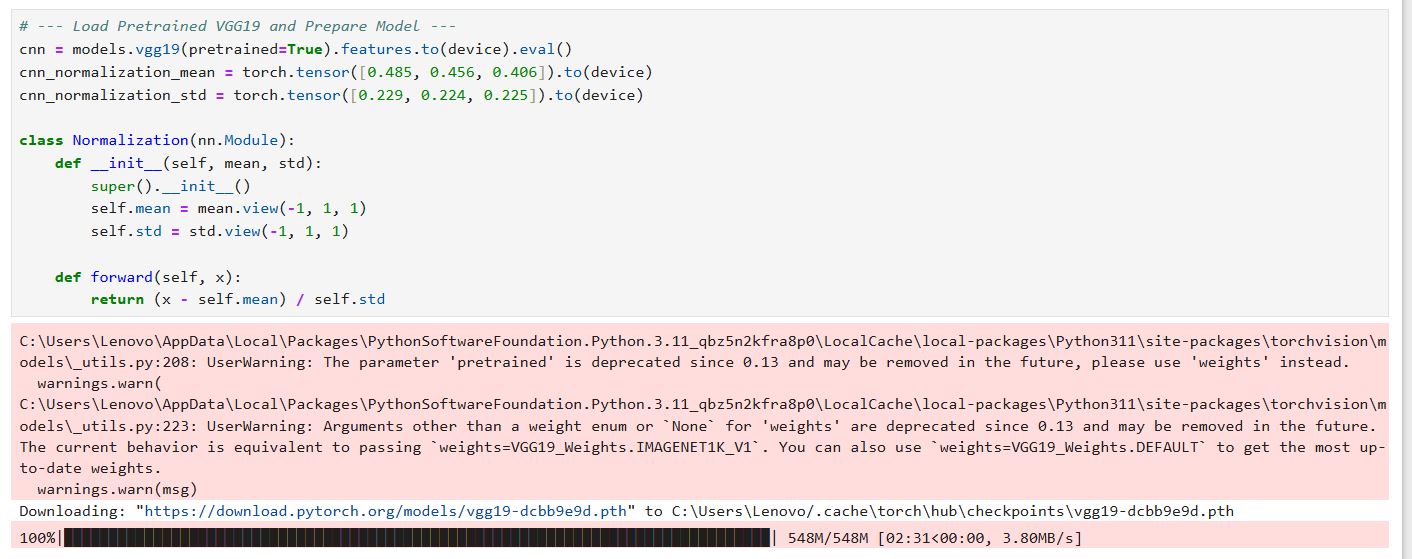 # --- Load Pretrained VGG19 and Prepare Model ---
cnn = models.vgg19(pretrained=True).features.to(device).eval()
cnn_normalization_mean = torch.tensor([0.485, 0.456, 0.406]).to(device)
cnn_normalization_std = torch.tensor([0.229, 0.224, 0.225]).to(device)

class Normalization(nn.Module):
    def __init__(self, mean, std):
        super().__init__()
        self.mean = mean.view(-1, 1, 1)
        self.std = std.view(-1, 1, 1)

    def forward(self, x):
        return (x - self.mean) / self.std
C:\Users\Lenovo\AppData\Local\Packages\PythonSoftwareFoundation.Python.3.11_qbz5n2kfra8p0\LocalCache\local-packages\Python311\site-packages\torchvision\m
odels\_utils.py:208: UserWarning: The parameter 'pretrained' is deprecated since 0.13 and may be removed in the future, please use 'weights' instead.
  warnings.warn(
C:\Users\Lenovo\AppData\Local\Packages\PythonSoftwareFoundation.Python.3.11_qbz5n2kfra8p0\LocalCache\local-packages\Python311\site-packages\torchvision\m
odels\_utils.py:223: UserWarning: Arguments other than a weight enum or `None` for 'weights' are deprecated since 0.13 and may be removed in the future.
The current behavior is equivalent to passing `weights=VGG19_Weights.IMAGENET1K_V1`. You can also use `weights=VGG19_Weights.DEFAULT` to get the most up-
to-date weights.
  warnings.warn(msg)
Downloading: "https://download.pytorch.org/models/vgg19-dcbb9e9d.pth" to C:\Users\Lenovo/.cache\torch\hub\checkpoints\vgg19-dcbb9e9d.pth
100%| | 548M/548M [02:31<00:00, 3.80MB/s]